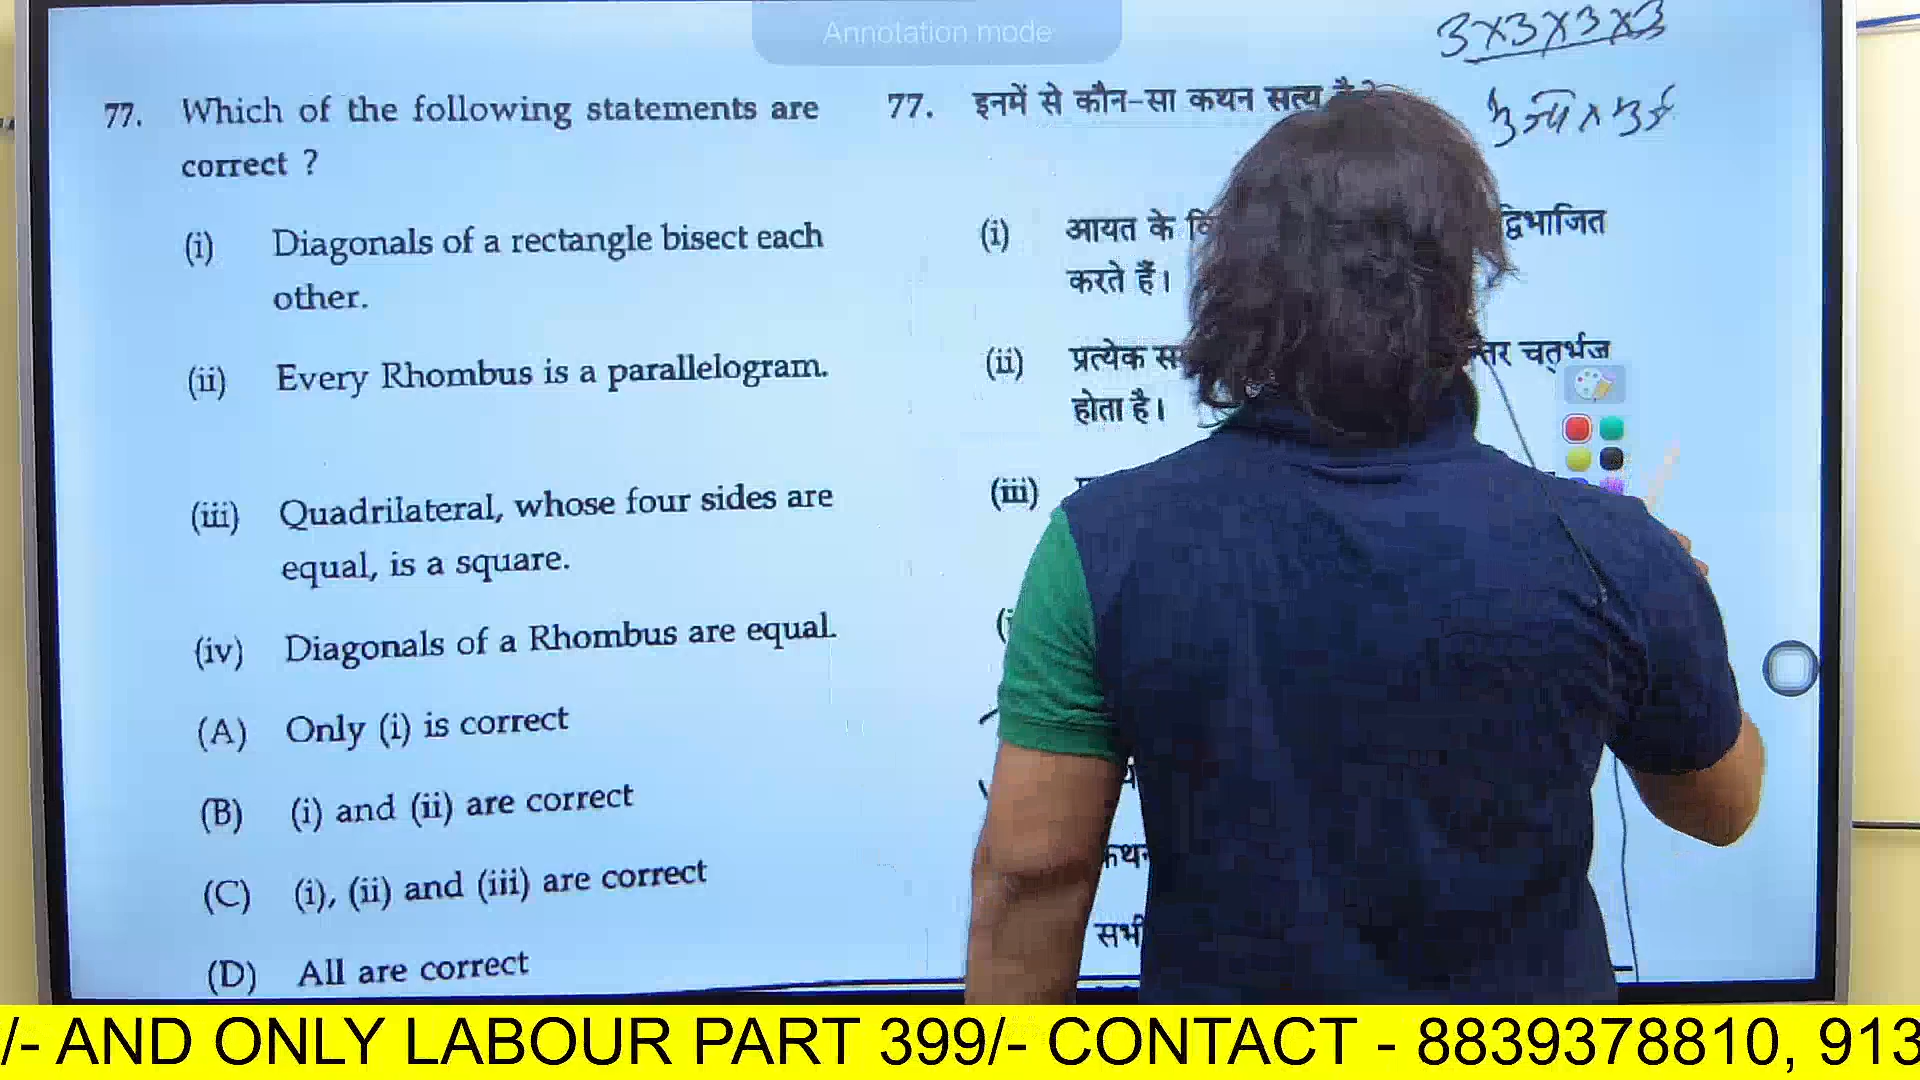 Annotation mode
3×3×3×3
77. Which of the following statements are
correct ?
(i) Diagonals of a rectangle bisect each
other.
(ii) Every Rhombus is a parallelogram.
(iii) Quadrilateral, whose four sides are
equal, is a square.
(iv) Diagonals of a Rhombus are equal.
(A) Only (i) is correct
(B) (i) and (ii) are correct
(C) (i), (ii) and (iii) are correct
(D) All are correct
77. इनमें से कौन-सा कथन सत्य
(i) आयत के द्विभाजित
करते हैं।
(ii) प्रत्येक चतुर्भुज
होता है।
(iii)
सभी
/- AND ONLY LABOUR PART 399/- CONTACT - 8839378810, 913